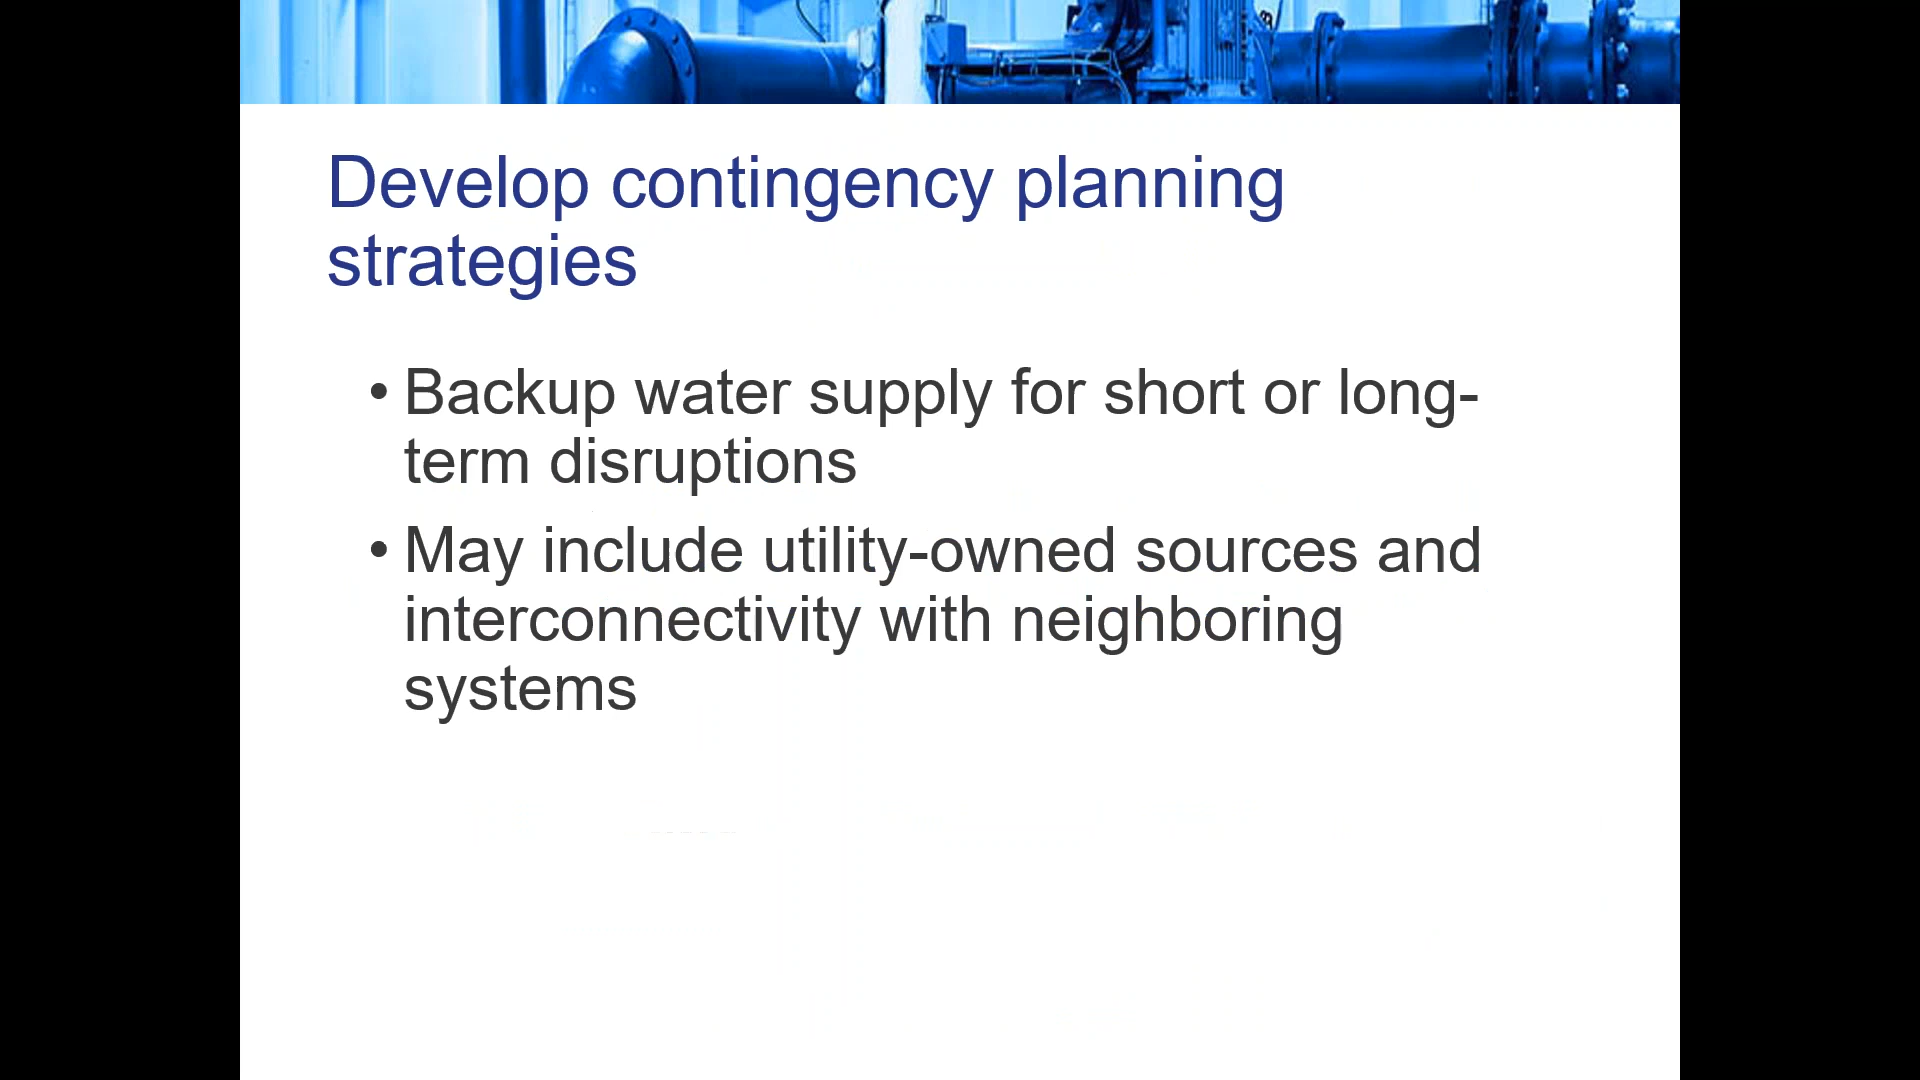 Develop contingency planning
strategies
• Backup water supply for short or long-
term disruptions
• May include utility-owned sources and
interconnectivity with neighboring
systems